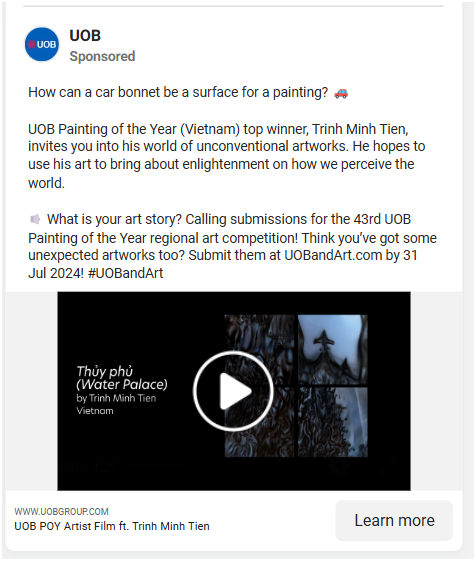 UOB
UOB
Sponsored
How can a car bonnet be a surface for a painting? 🚗
UOB Painting of the Year (Vietnam) top winner, Trinh Minh Tien,
invites you into his world of unconventional artworks. He hopes to
use his art to bring about enlightenment on how we perceive the
world.
📢 What is your art story? Calling submissions for the 43rd UOB
Painting of the Year regional art competition! Think you’ve got some
unexpected artworks too? Submit them at UOBandArt.com by 31
Jul 2024! #UOBandArt
Thủy phủ
(Water Palace)
by Trinh Minh Tien
Vietnam
WWW.UOBGROUP.COM
UOB POY Artist Film ft. Trinh Minh Tien
Learn more